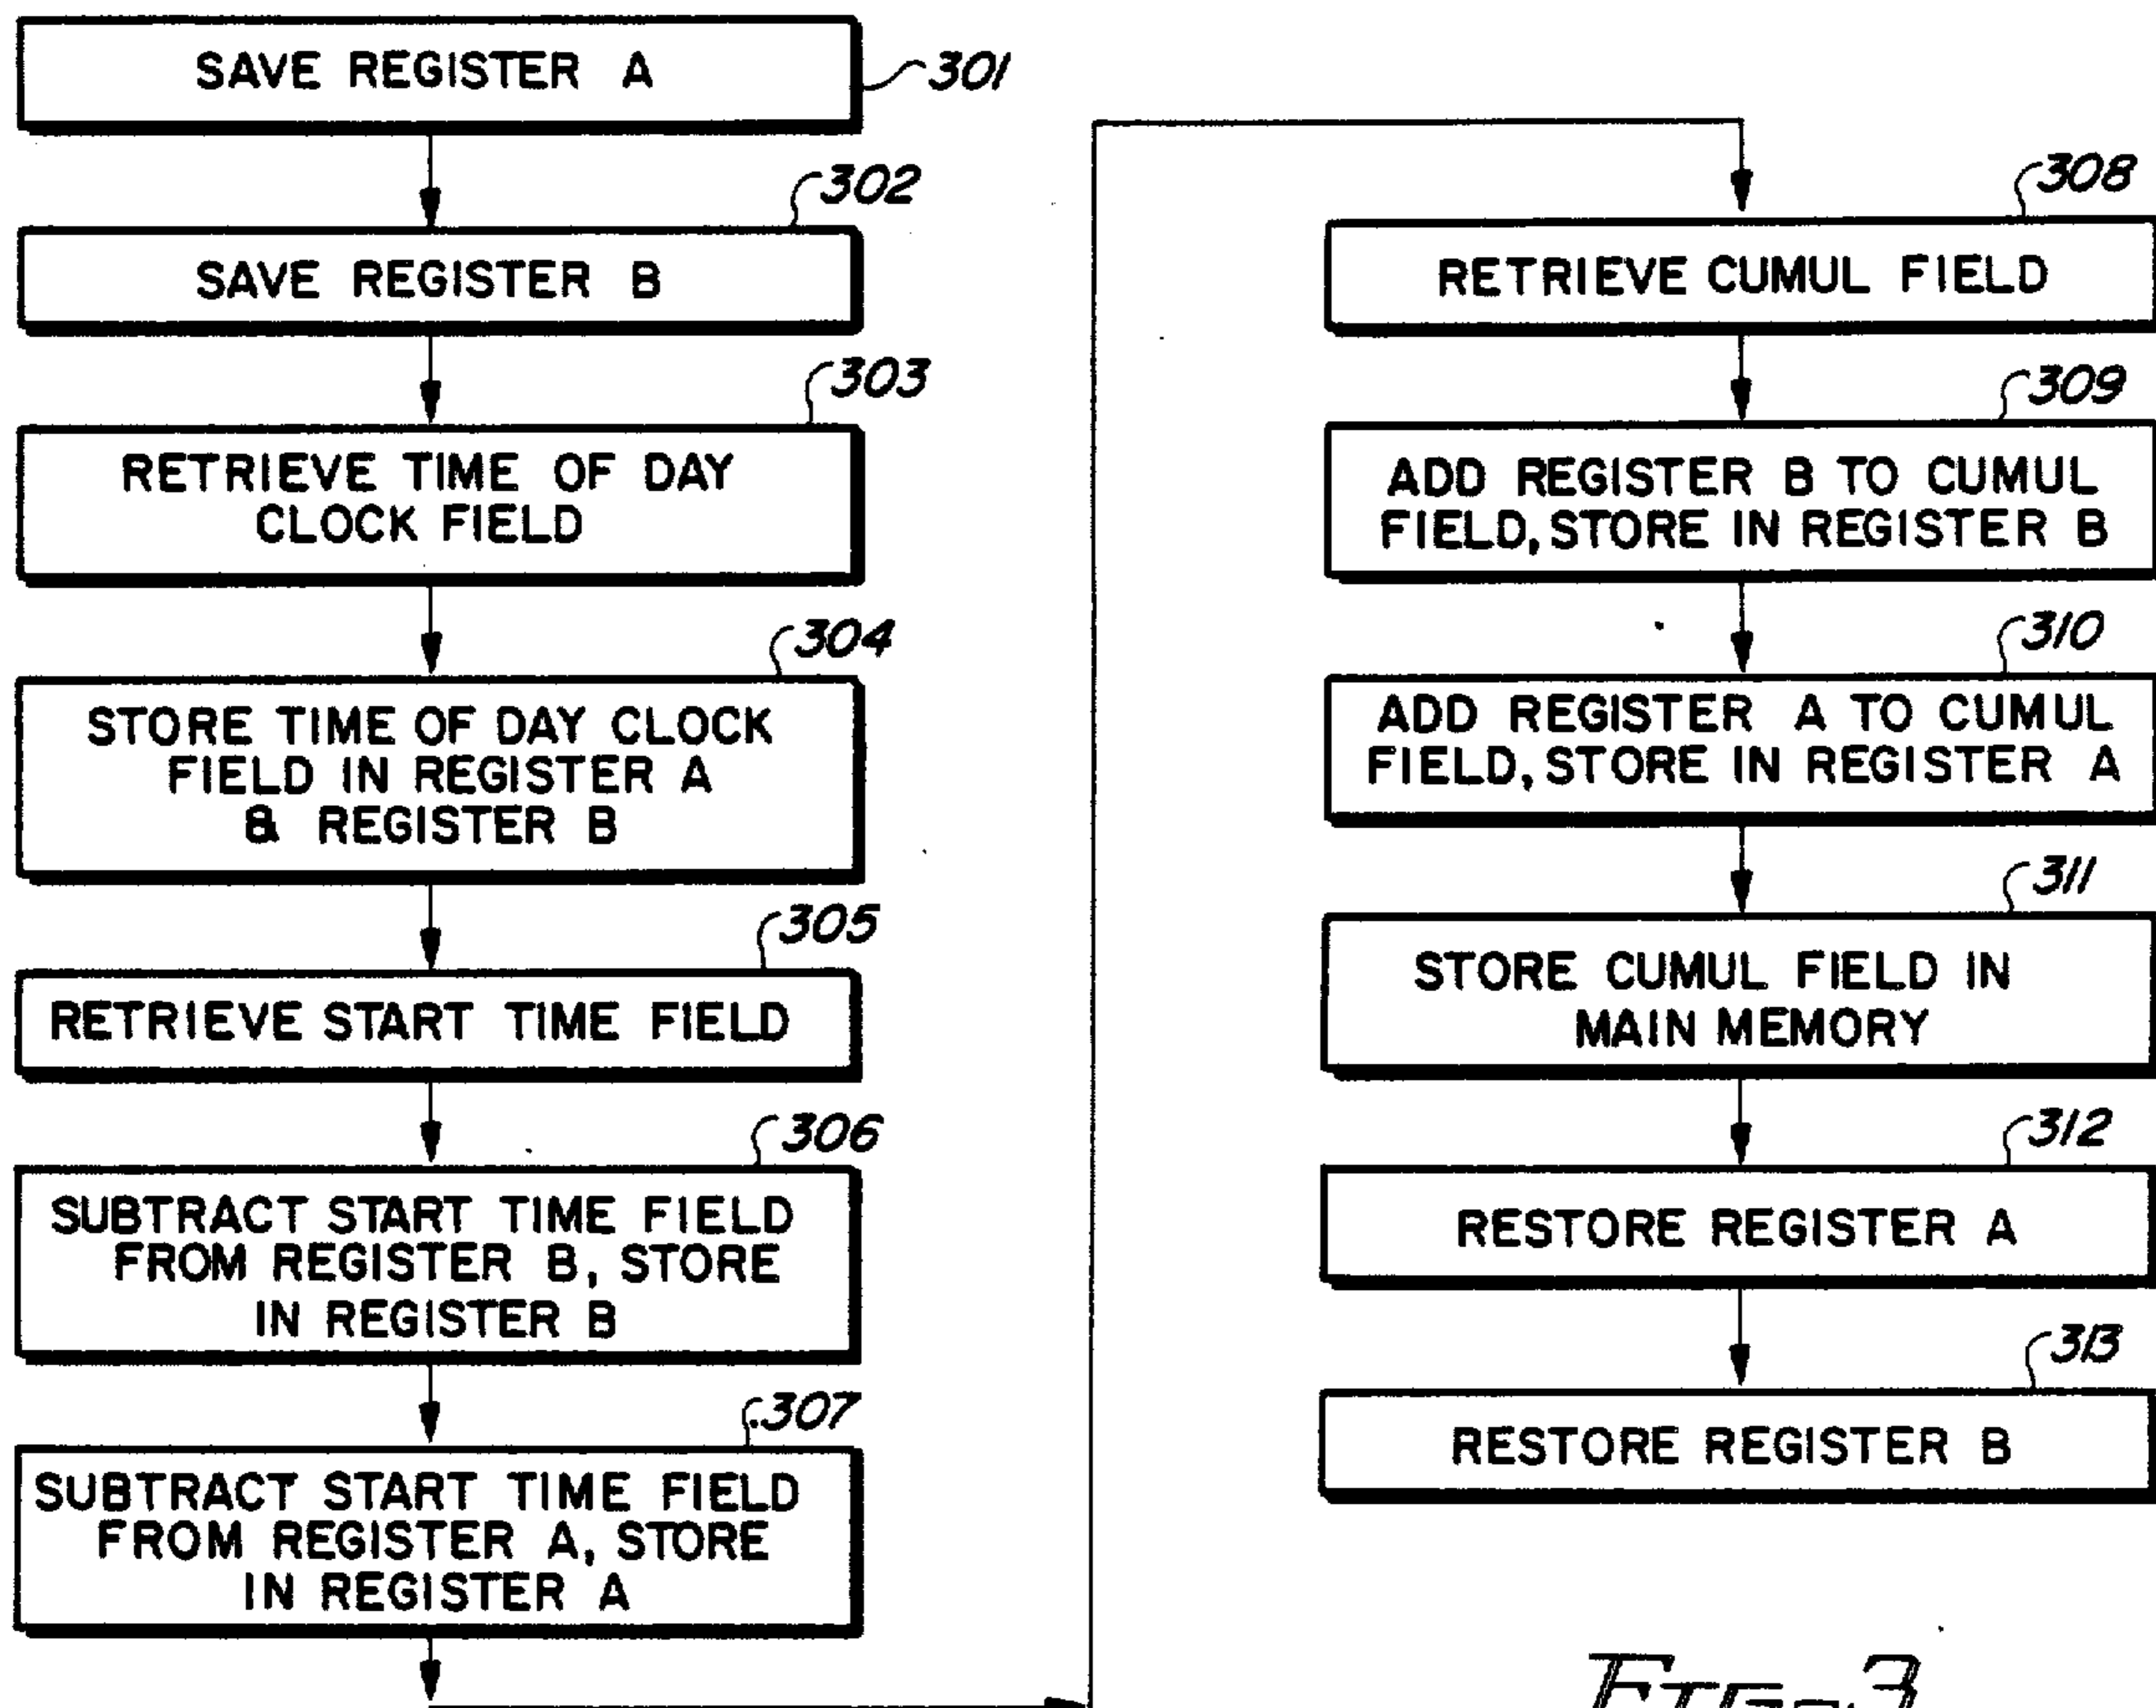 SAVE REGISTER A
301
302
SAVE REGISTER B
303
RETRIEVE TIME OF DAY
CLOCK FIELD
304
STORE TIME OF DAY CLOCK
FIELD IN REGISTER A
& REGISTER B
305
RETRIEVE START TIME FIELD
306
SUBTRACT START TIME FIELD
FROM REGISTER B, STORE
IN REGISTER B
307
SUBTRACT START TIME FIELD
FROM REGISTER A, STORE
IN REGISTER A
308
RETRIEVE CUMUL FIELD
309
ADD REGISTER B TO CUMUL
FIELD, STORE IN REGISTER B
310
ADD REGISTER A TO CUMUL
FIELD, STORE IN REGISTER A
311
STORE CUMUL FIELD IN
MAIN MEMORY
312
RESTORE REGISTER A
313
RESTORE REGISTER B
FIG-3